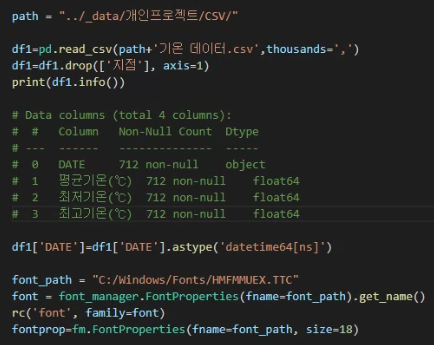 path = "../_data/개인프로젝트/CSV/"
df1=pd.read_csv(path+'기온 데이터.csv',thousands=',')
df1=df1.drop(['지점'], axis=1)
print(df1.info())
# Data columns (total 4 columns):
#  #   Column   Non-Null Count  Dtype
# ---  ------   --------------  -----
#  0   DATE     712 non-null    object
#  1   평균기온(℃)  712 non-null    float64
#  2   최저기온(℃)  712 non-null    float64
#  3   최고기온(℃)  712 non-null    float64
df1['DATE']=df1['DATE'].astype('datetime64[ns]')
font_path = "C:/Windows/Fonts/HMFMMUEX.TTC"
font = font_manager.FontProperties(fname=font_path).get_name()
rc('font', family=font)
fontprop=fm.FontProperties(fname=font_path, size=18)